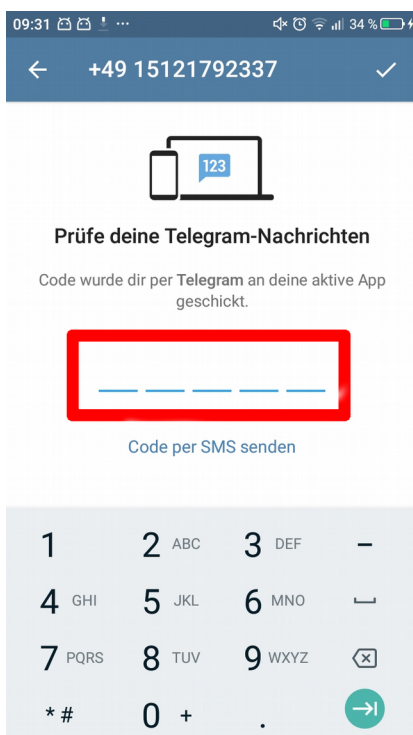 09:31 ... 34 %
+49 15121792337
123
Prüfe deine Telegram-Nachrichten
Code wurde dir per Telegram an deine aktive App
geschickt.
Code per SMS senden
1 2 ABC 3 DEF –
4 GHI 5 JKL 6 MNO
7 PQRS 8 TUV 9 WXYZ
* # 0 + .